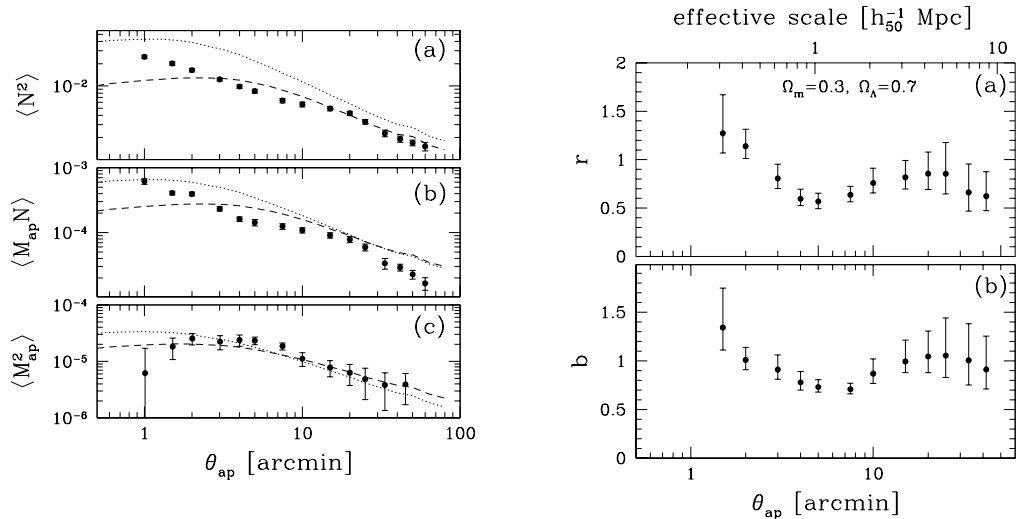 (a)
⟨N²⟩
10⁻²
10⁻³
(b)
⟨M_ap N⟩
10⁻⁴
10⁻⁴
(c)
⟨M²_ap⟩
10⁻⁵
10⁻⁶
1 10 100
θ_ap [arcmin]
effective scale [h₅₀⁻¹ Mpc]
1 10
2
Ω_m=0.3, Ω_Λ=0.7
(a)
1.5
r
1
0.5
0
(b)
1.5
b
1
0.5
0
1 10
θ_ap [arcmin]